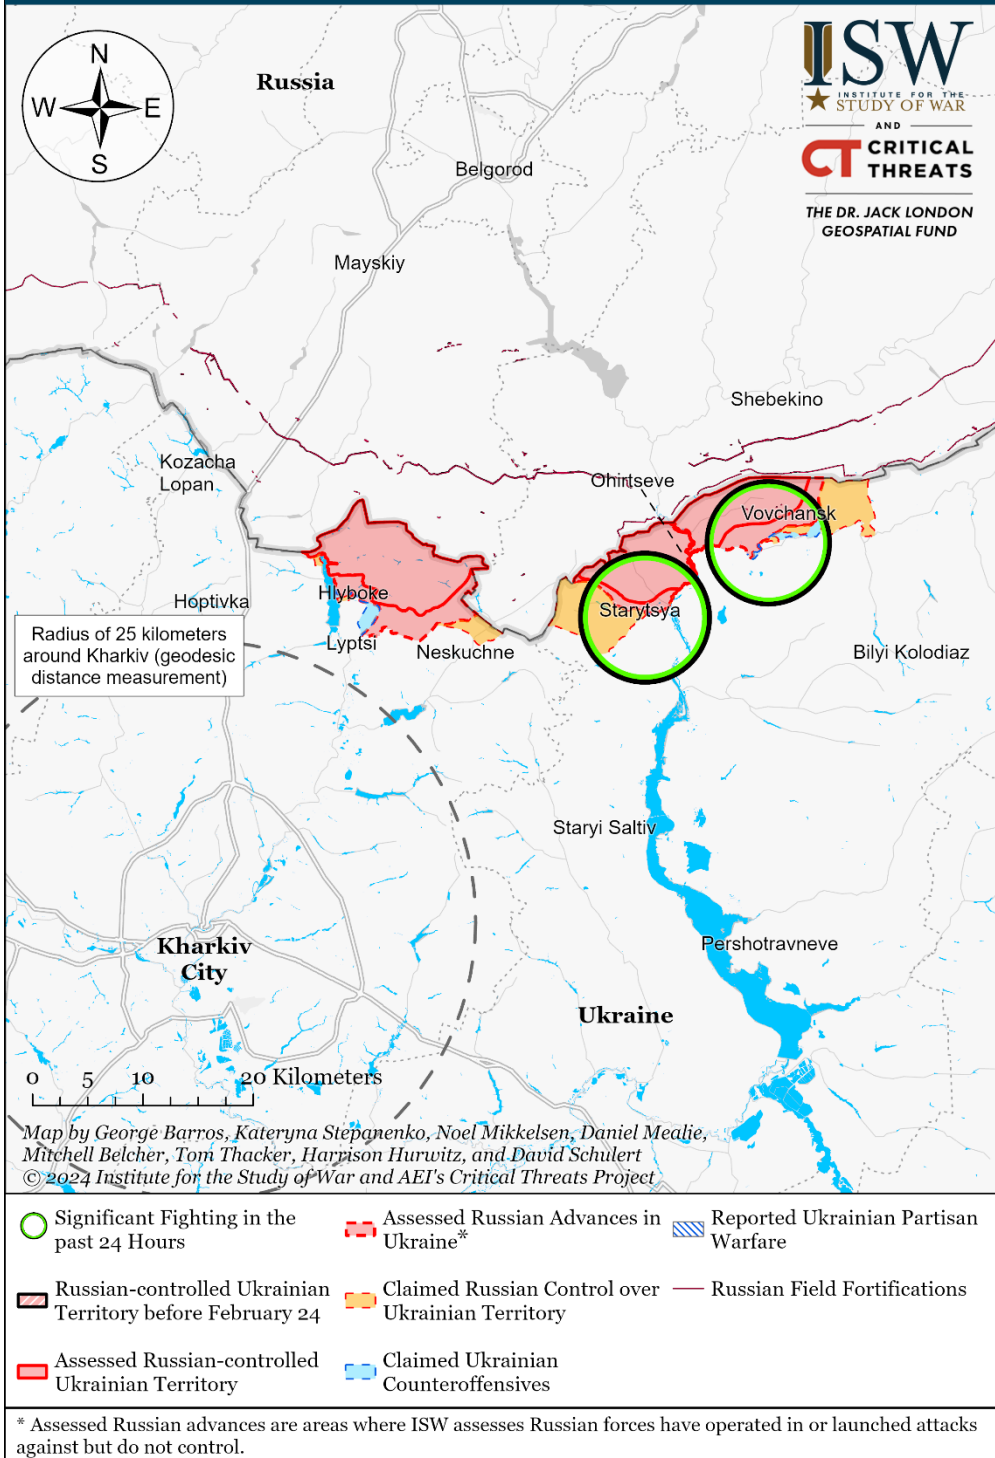 N
W E
S
Russia
ISW
INSTITUTE FOR THE
STUDY OF WAR
AND
CT CRITICAL
THREATS
THE DR. JACK LONDON
GEOSPATIAL FUND
Belgorod
Mayskiy
Shebekino
Kozacha
Lopan
Ohirtseve
Vovchansk
Hlyboke
Hoptivka
Starytsya
Radius of 25 kilometers
around Kharkiv (geodesic
distance measurement)
Lyptsi
Neskuchne
Bilyi Kolodiaz
Staryi Saltiv
Kharkiv
City
Pershotravneve
Ukraine
0 5 10 20 Kilometers
Map by George Barros, Kateryna Stepanenko, Noel Mikkelsen, Daniel Mealie,
Mitchell Belcher, Tom Thacker, Harrison Hurwitz, and David Schulert
© 2024 Institute for the Study of War and AEI's Critical Threats Project
Significant Fighting in the
past 24 Hours
Assessed Russian Advances in
Ukraine*
Reported Ukrainian Partisan
Warfare
Russian-controlled Ukrainian
Territory before February 24
Claimed Russian Control over
Ukrainian Territory
Russian Field Fortifications
Assessed Russian-controlled
Ukrainian Territory
Claimed Ukrainian
Counteroffensives
* Assessed Russian advances are areas where ISW assesses Russian forces have operated in or launched attacks
against but do not control.